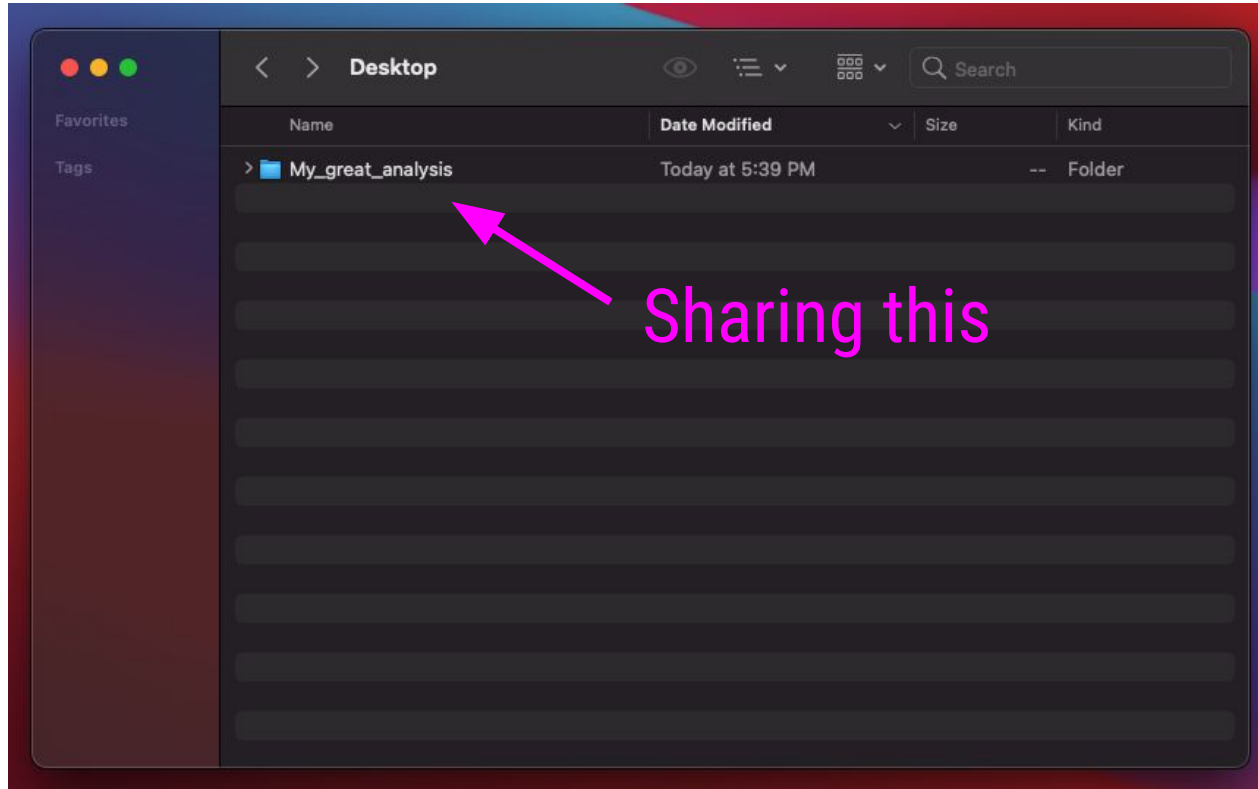 Desktop
Search
Favorites
Name Date Modified Size Kind
Tags
My_great_analysis Today at 5:39 PM -- Folder
Sharing this